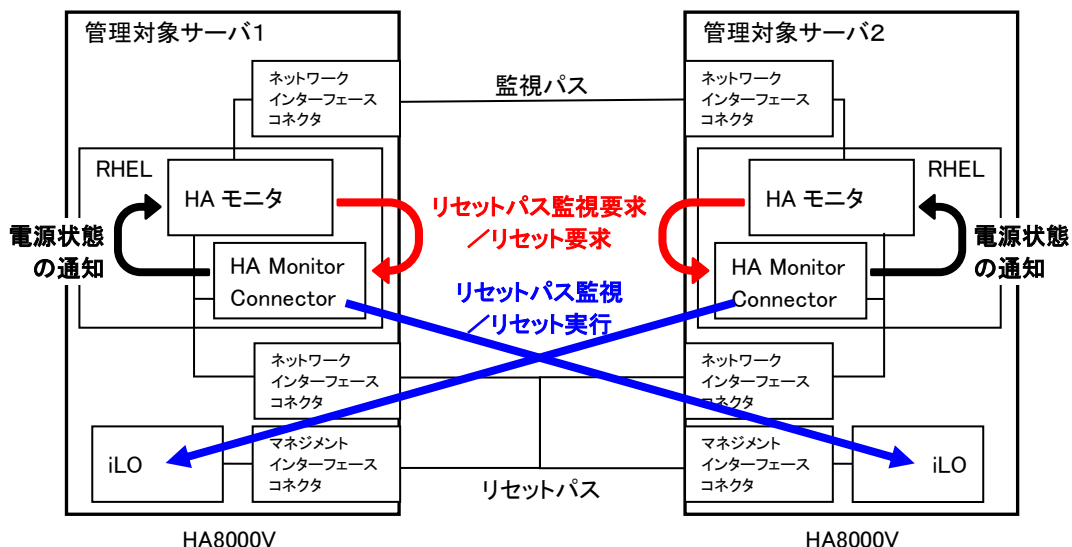 管理対象サーバ1
管理対象サーバ2
ネットワーク
インターフェース
コネクタ
監視パス
ネットワーク
インターフェース
コネクタ
RHEL
HA モニタ
RHEL
HA モニタ
電源状態
の通知
リセットパス監視要求
／リセット要求
電源状態
の通知
HA Monitor
Connector
HA Monitor
Connector
リセットパス監視
／リセット実行
ネットワーク
インターフェース
コネクタ
ネットワーク
インターフェース
コネクタ
iLO
マネジメント
インターフェース
コネクタ
リセットパス
マネジメント
インターフェース
コネクタ
iLO
HA8000V
HA8000V